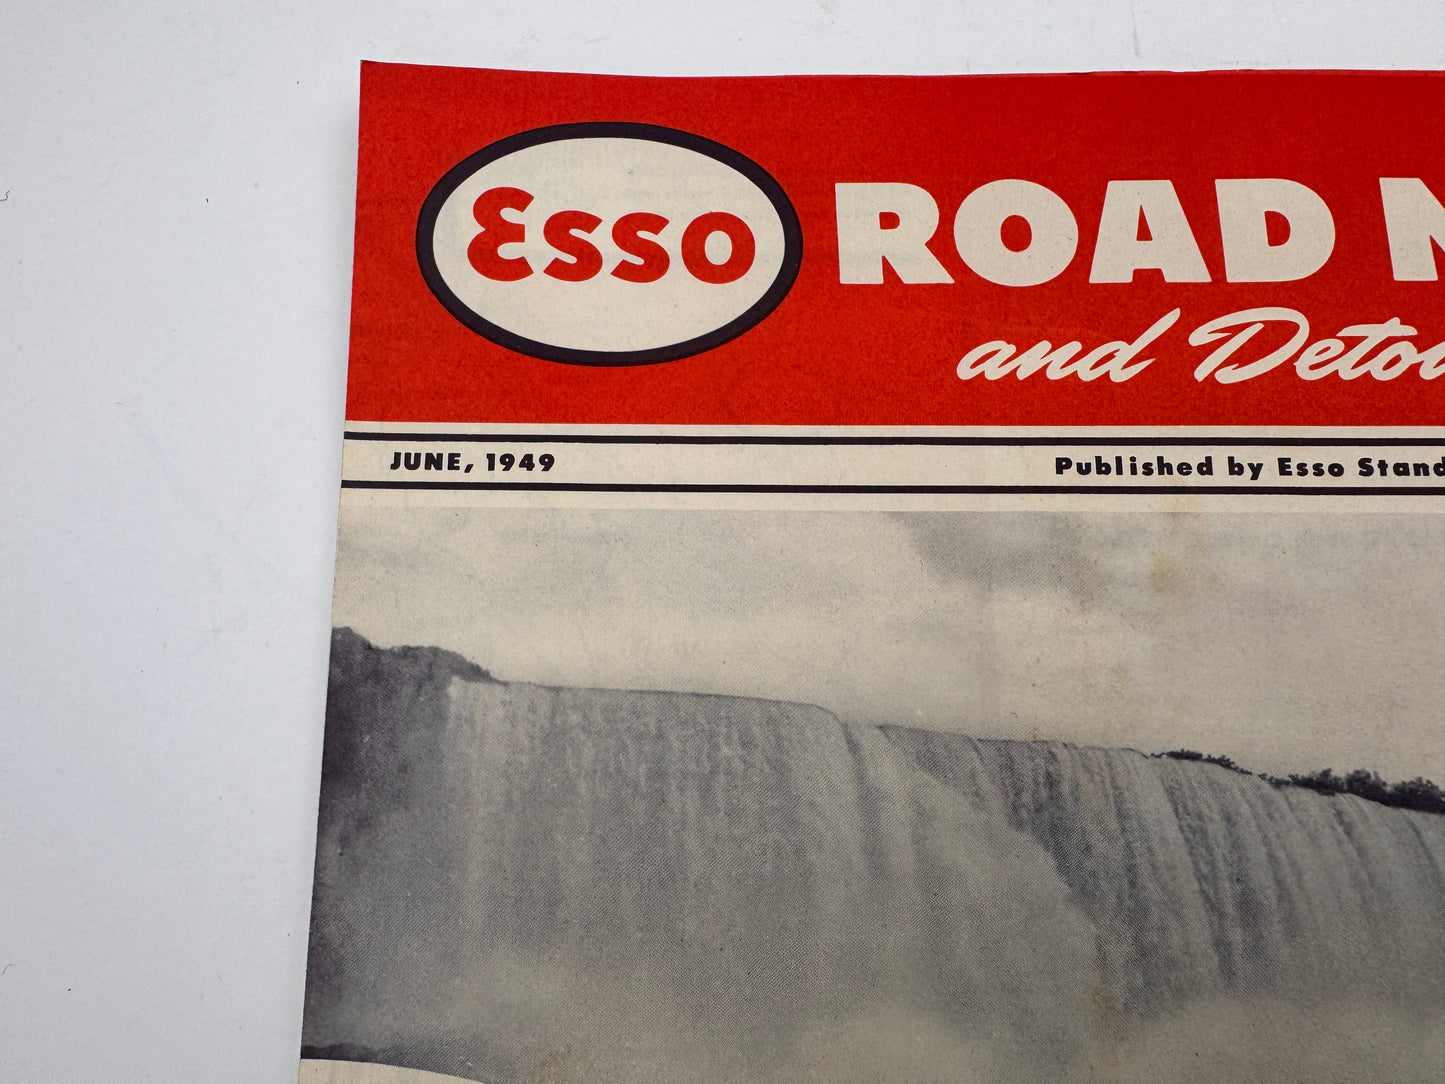 Esso ROAD
and
JUNE, 1949
Published by Esso